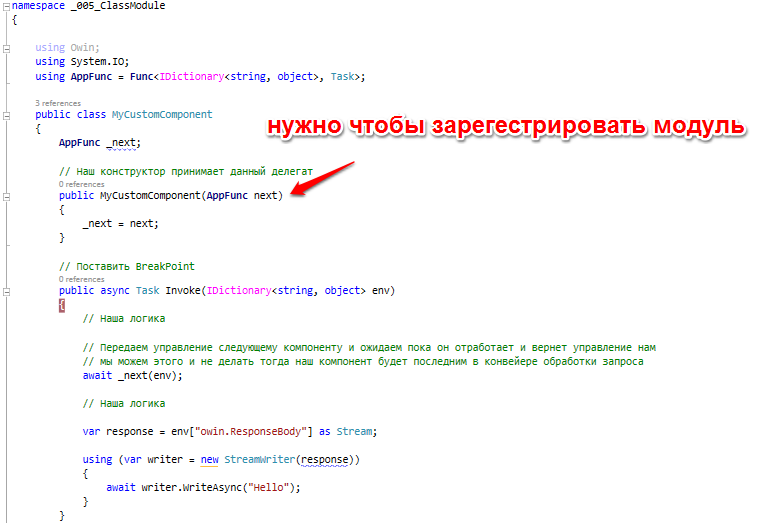 namespace _005_ClassModule
{
using Owin;
using System.IO;
using AppFunc = Func<IDictionary<string, object>, Task>;
3 references
public class MyCustomComponent
{
нужно чтобы зарегестрировать модуль
AppFunc _next;
// Наш конструктор принимает данный делегат
0 references
public MyCustomComponent(AppFunc next)
{
_next = next;
}
// Поставить BreakPoint
0 references
public async Task Invoke(IDictionary<string, object> env)
{
// Наша логика
// Передаем управление следующему компоненту и ожидаем пока он отработает и вернет управление нам
// мы можем этого и не делать тогда наш компонент будет последним в конвейере обработки запроса
await _next(env);
// Наша логика
var response = env["owin.ResponseBody"] as Stream;
using (var writer = new StreamWriter(response))
{
await writer.WriteAsync("Hello");
}
}